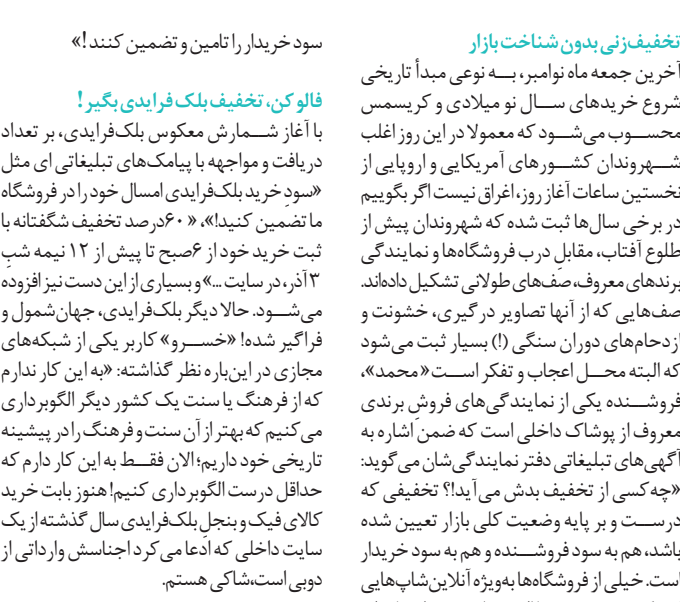 تخفیف‌زنی بدون شناخت بازار
آخرین جمعه ماه نوامبر، به نوعی مبدأ تاریخی
شروع خریدهای سال نو میلادی و کریسمس
محسوب می‌شود که معمولا در این روز اغلب
شهروندان کشورهای آمریکایی و اروپایی از
نخستین ساعات آغاز روز، اغراق نیست اگر بگوییم
در برخی سال‌ها ثبت شده که شهروندان پیش از
طلوع آفتاب، مقابلِ درب فروشگاه‌ها و نمایندگی
برندهای معروف، صف‌های طولانی تشکیل داده‌اند.
صف‌هایی که از آنها تصاویر درگیری، خشونت و
ازدحام‌های دوران سنگی (!) بسیار ثبت می‌شود
که البته محل اعجاب و تفکر است «محمد»،
فروشنده یکی از نمایندگی‌های فروشِ برندی
معروف از پوشاک داخلی است که ضمن اشاره به
آگهی‌های تبلیغاتی دفتر نمایندگی‌شان می‌گوید:
«چه کسی از تخفیف بدش می‌آید!؟ تخفیفی که
درست و بر پایه وضعیت کلی بازار تعیین شده
باشد، هم به سود فروشنده و هم به سود خریدار
است. خیلی از فروشگاه‌ها به‌ویژه آنلاین‌شاپ‌هایی
سود خریدار را تامین و تضمین کنند!»
فالو کن، تخفیف بلک فرایدی بگیر!
با آغاز شمارش معکوس بلک‌فرایدی، بر تعداد
دریافت و مواجهه با پیامک‌های تبلیغاتی ای مثل
«سودِ خرید بلک‌فرایدی امسال خود را در فروشگاه
ما تضمین کنید!»، «۶۰درصد تخفیف شگفتانه با
ثبت خرید خود از ۶صبح تا پیش از ۱۲ نیمه شبِ
۳آذر، در سایت ...» و بسیاری از این دست نیز افزوده
می‌شود. حالا دیگر بلک‌فرایدی، جهان‌شمول و
فراگیر شده! «خسرو» کاربر یکی از شبکه‌های
مجازی در این‌باره نظر گذاشته: «به این کار ندارم
که از فرهنگ یا سنت یک کشور دیگر الگوبرداری
می‌کنیم که بهتر از آن سنت و فرهنگ را در پیشینه
تاریخی خود داریم؛ الان فقط به این کار دارم که
حداقل درست الگوبرداری کنیم! هنوز بابت خرید
کالای فیک و بنجلِ بلک‌فرایدی سال گذشته از یک
سایت داخلی که ادعا می‌کرد اجناسش وارداتی از
دوبی است، شاکی هستم.